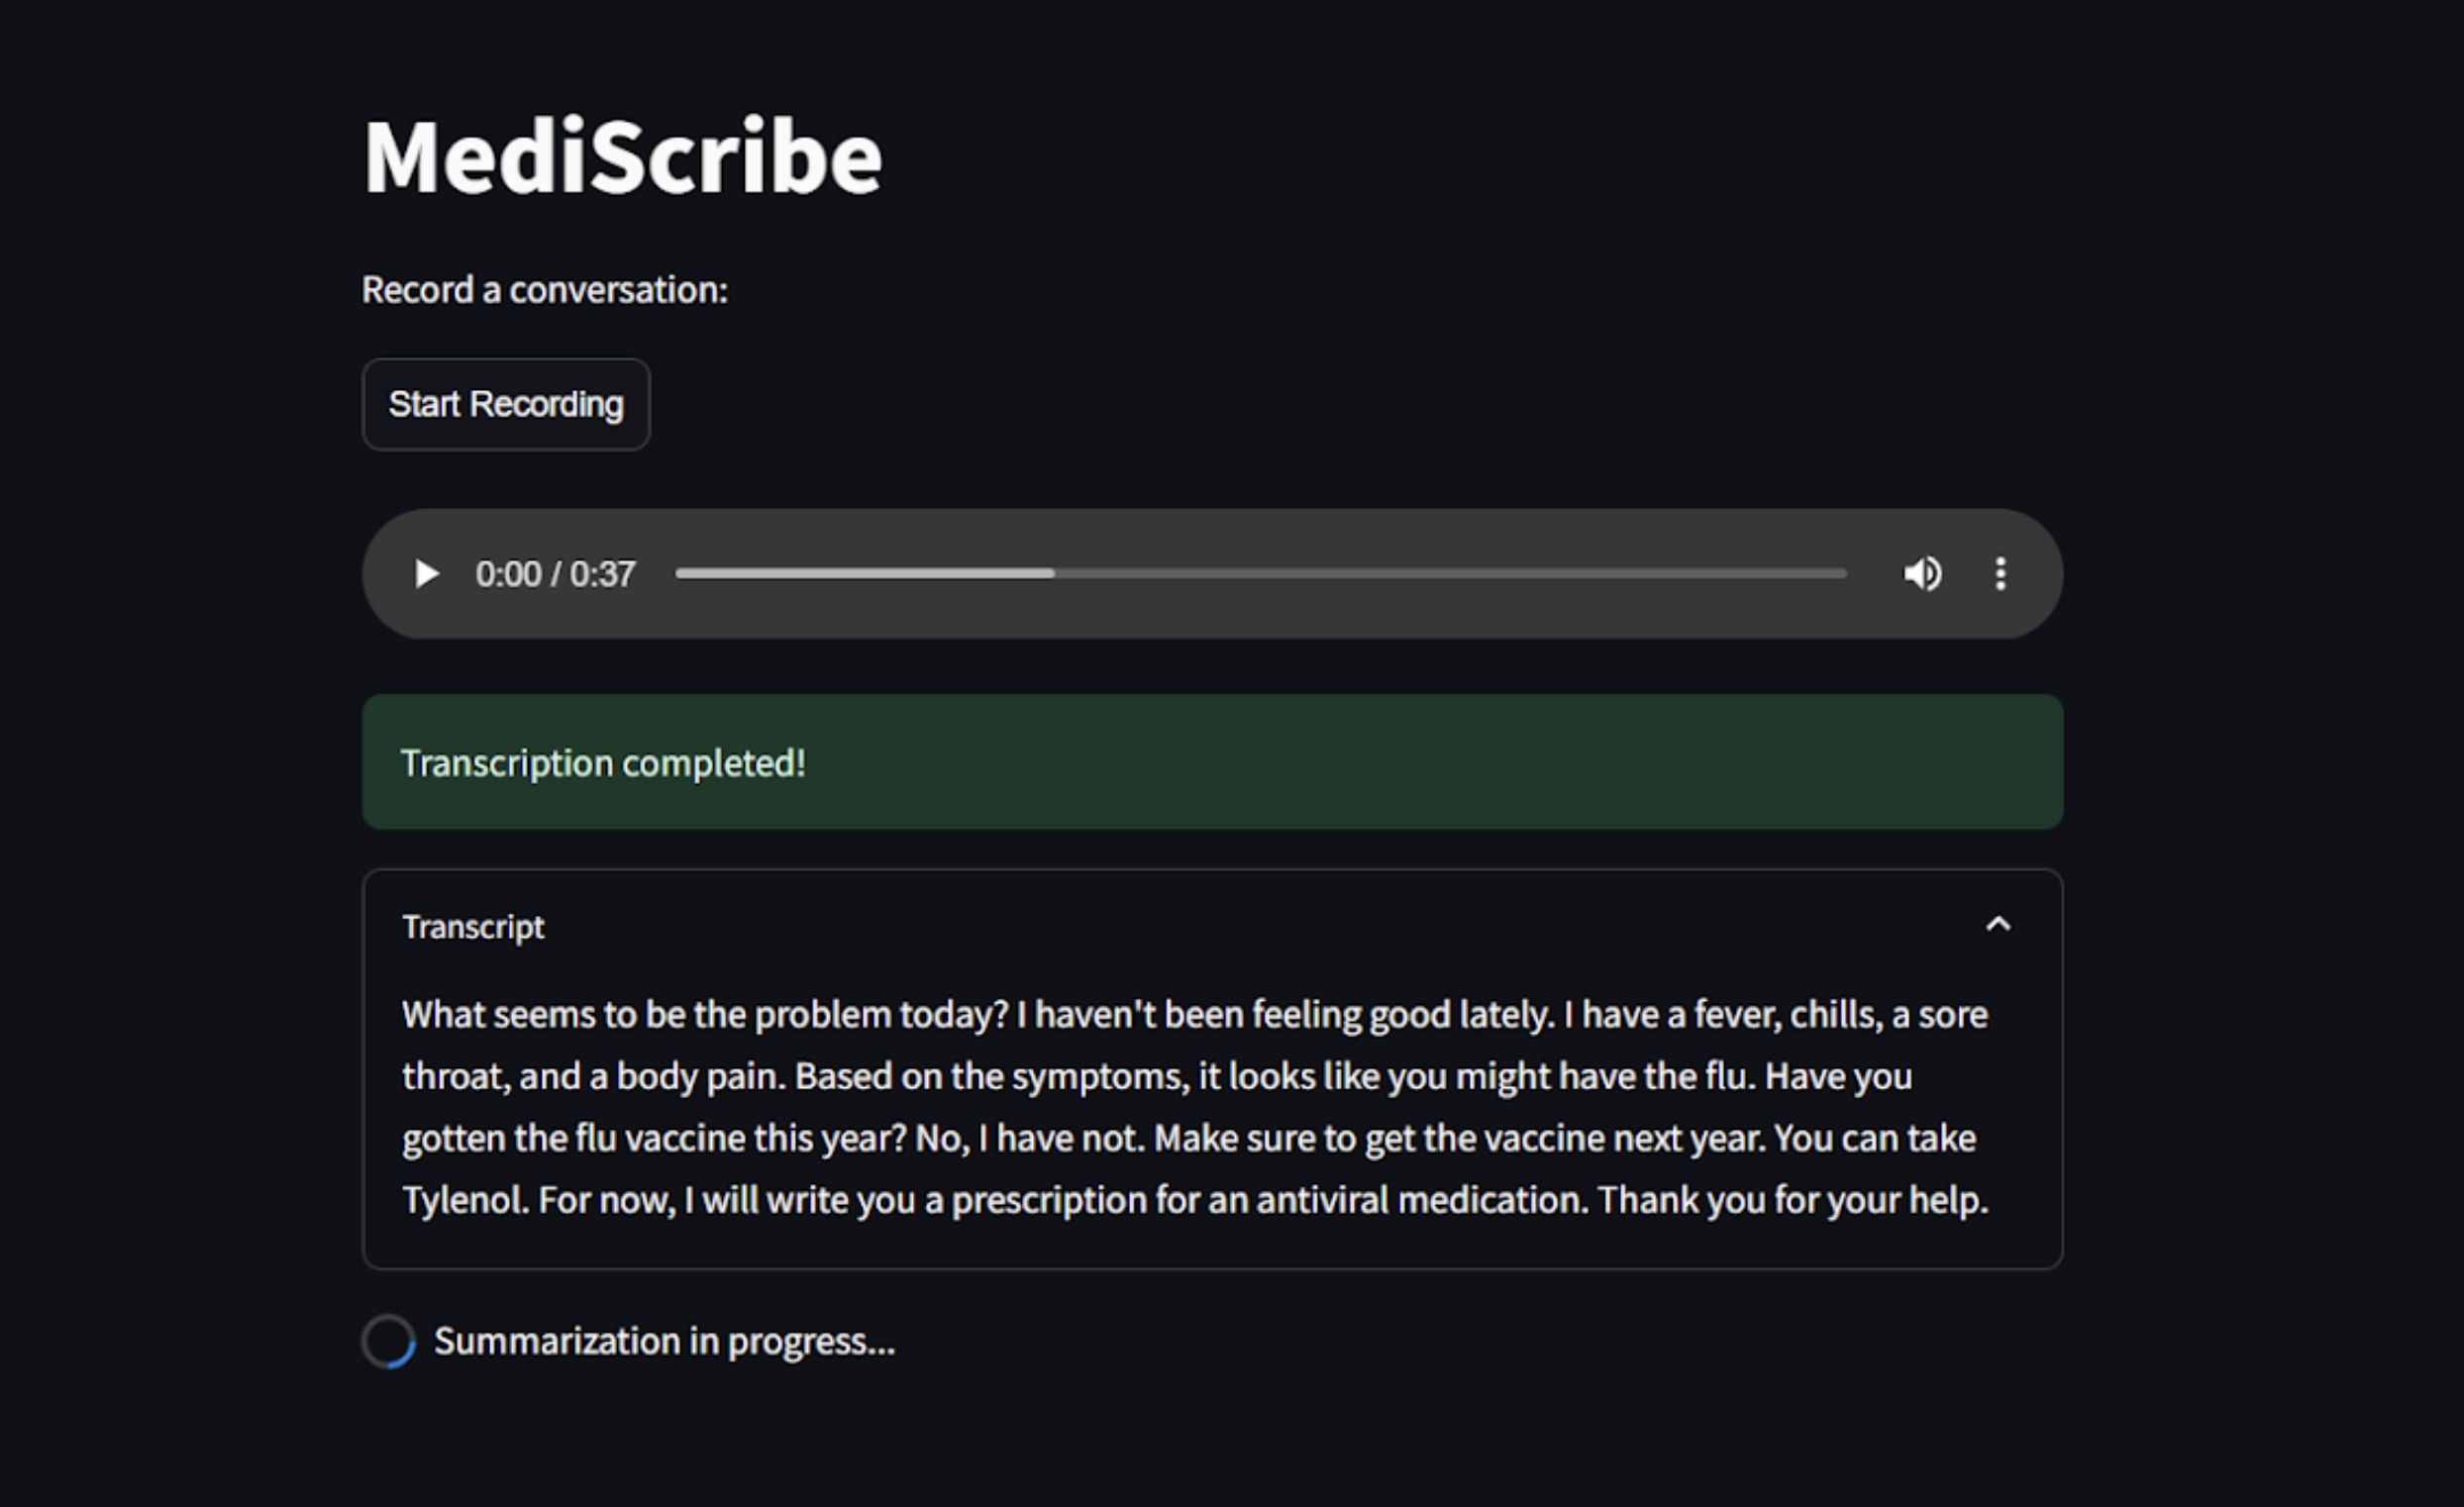 MediScribe
Record a conversation:
Start Recording
0:00 / 0:37
Transcription completed!
Transcript
What seems to be the problem today? I haven't been feeling good lately. I have a fever, chills, a sore
throat, and a body pain. Based on the symptoms, it looks like you might have the flu. Have you
gotten the flu vaccine this year? No, I have not. Make sure to get the vaccine next year. You can take
Tylenol. For now, I will write you a prescription for an antiviral medication. Thank you for your help.
Summarization in progress...